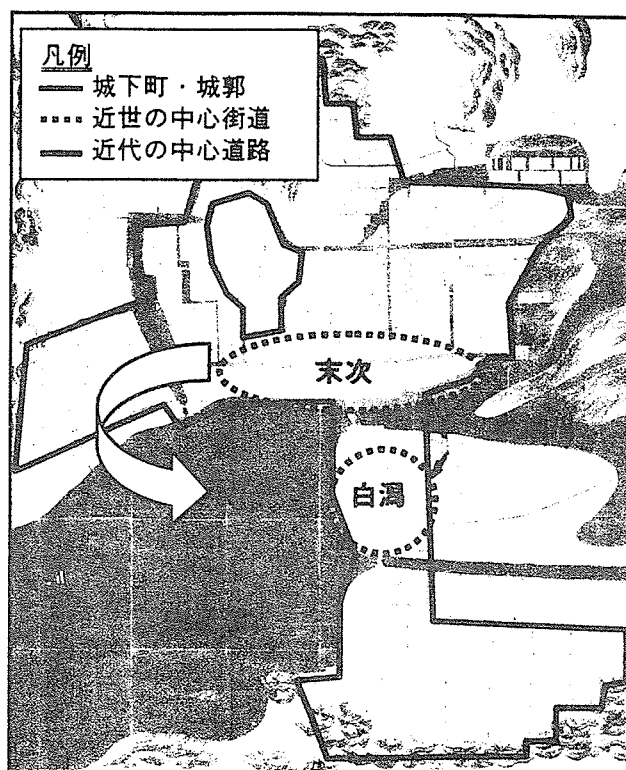 凡例
城下町・城郭
近世の中心街道
近代の中心道路
末次
白潟